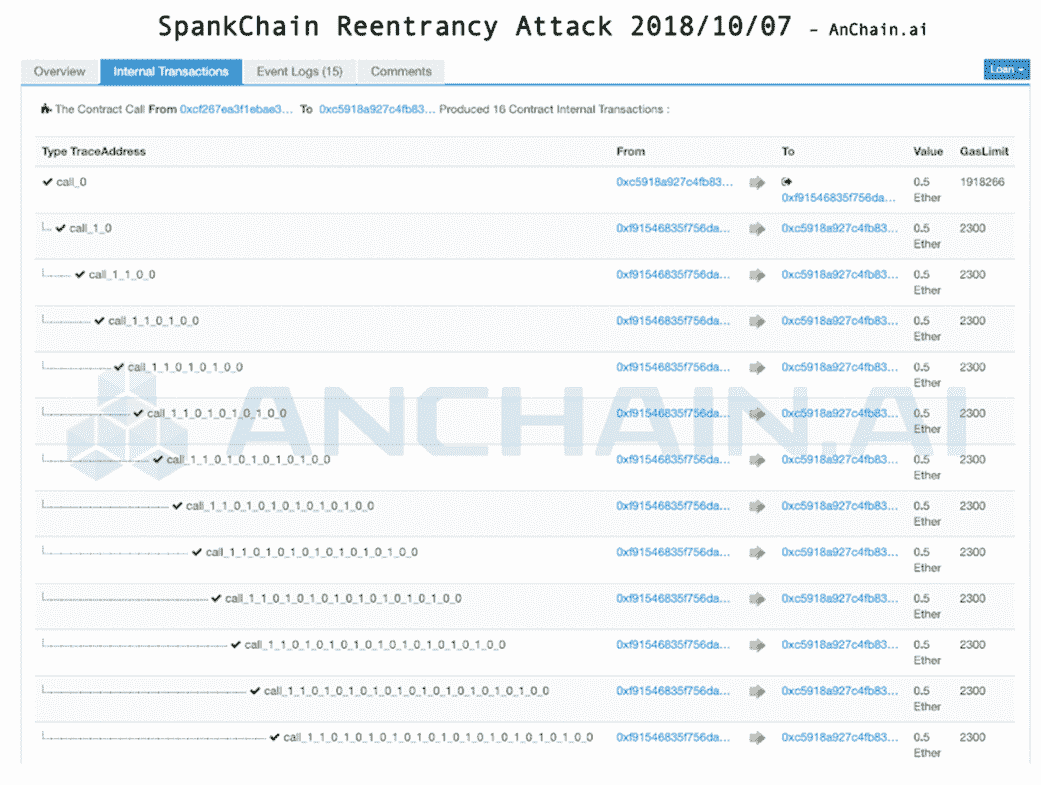 SpankChain Reentrancy Attack 2018/10/07 – AnChain.ai
Overview Internal Transactions Event Logs (15) Comments Loan
The Contract Call From 0xcf267ea3f1ebae3... To 0xc5918a927c4fb83... Produced 16 Contract Internal Transactions :
Type TraceAddress From To Value GasLimit
call_0 0xc5918a927c4fb83... 0xf91546835f756da... 0.5 Ether 1918266
call_1_0 0xf91546835f756da... 0xc5918a927c4fb83... 0.5 Ether 2300
call_1_1_0_0 0xf91546835f756da... 0xc5918a927c4fb83... 0.5 Ether 2300
call_1_1_0_1_0_0 0xf91546835f756da... 0xc5918a927c4fb83... 0.5 Ether 2300
call_1_1_0_1_0_1_0_0 0xf91546835f756da... 0xc5918a927c4fb83... 0.5 Ether 2300
call_1_1_0_1_0_1_0_1_0_0 0xf91546835f756da... 0xc5918a927c4fb83... 0.5 Ether 2300
call_1_1_0_1_0_1_0_1_0_1_0_0 0xf91546835f756da... 0xc5918a927c4fb83... 0.5 Ether 2300
call_1_1_0_1_0_1_0_1_0_1_0_1_0_0 0xf91546835f756da... 0xc5918a927c4fb83... 0.5 Ether 2300
call_1_1_0_1_0_1_0_1_0_1_0_1_0_1_0_0 0xf91546835f756da... 0xc5918a927c4fb83... 0.5 Ether 2300
call_1_1_0_1_0_1_0_1_0_1_0_1_0_1_0_1_0_0 0xf91546835f756da... 0xc5918a927c4fb83... 0.5 Ether 2300
call_1_1_0_1_0_1_0_1_0_1_0_1_0_1_0_1_0_1_0_0 0xf91546835f756da... 0xc5918a927c4fb83... 0.5 Ether 2300
call_1_1_0_1_0_1_0_1_0_1_0_1_0_1_0_1_0_1_0_1_0_0 0xf91546835f756da... 0xc5918a927c4fb83... 0.5 Ether 2300
call_1_1_0_1_0_1_0_1_0_1_0_1_0_1_0_1_0_1_0_1_0_1_0_0 0xf91546835f756da... 0xc5918a927c4fb83... 0.5 Ether 2300
ANCHAIN.AI